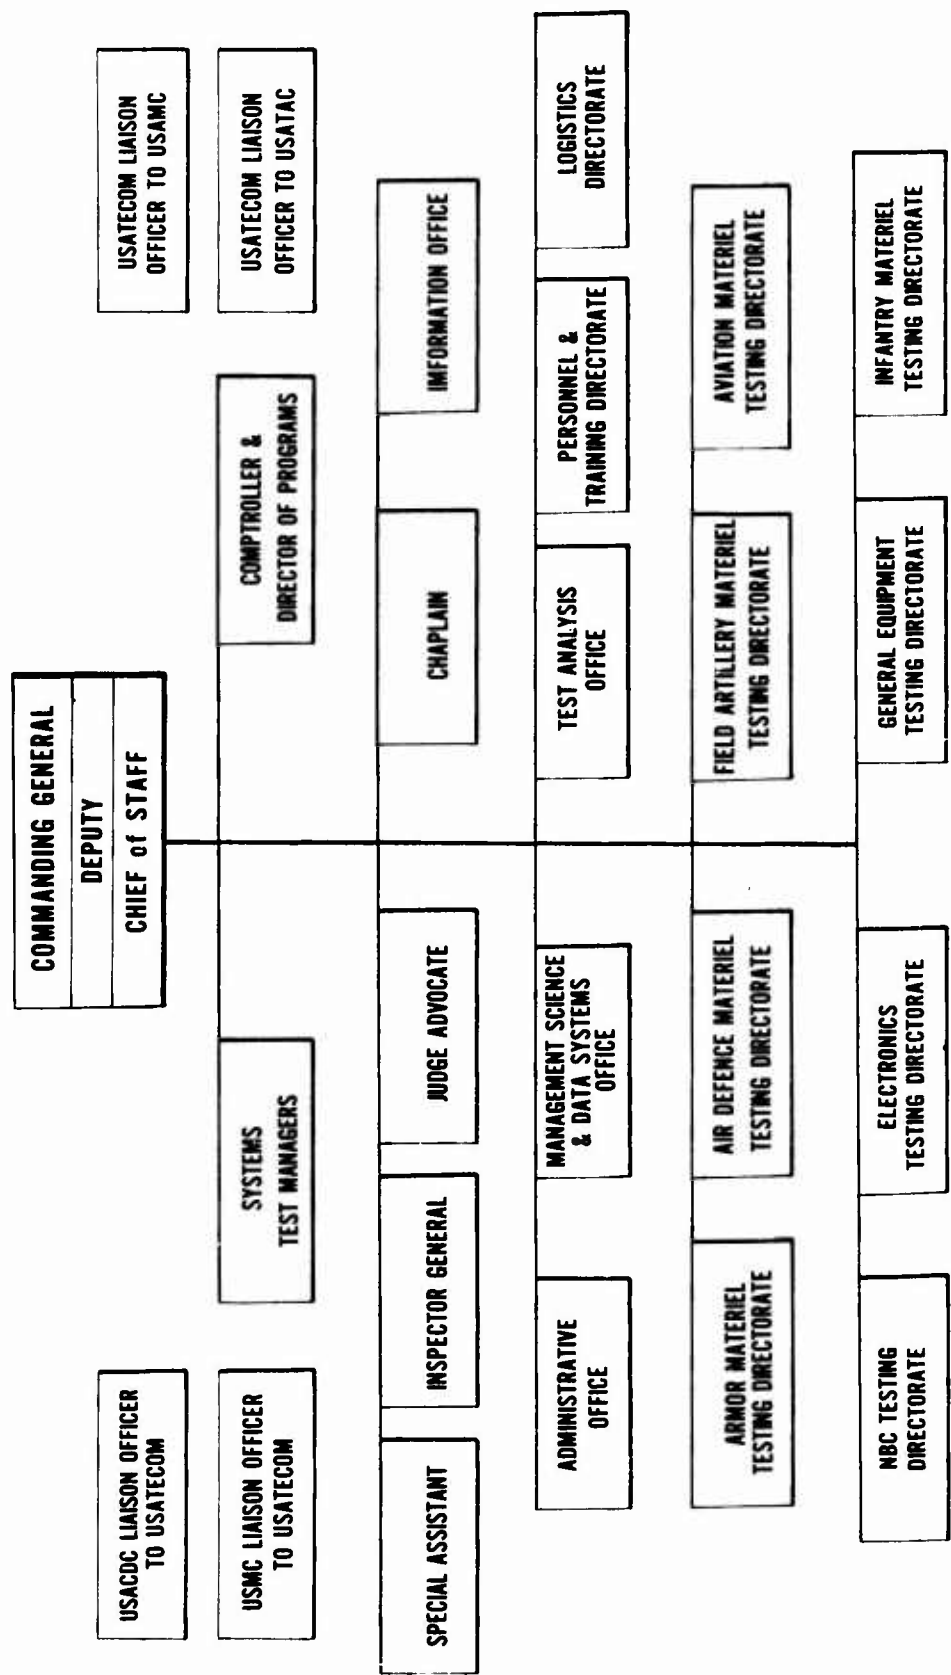 COMMANDING GENERAL
DEPUTY
CHIEF of STAFF
USACDC LIAISON OFFICER
TO USATECOM
USATECOM LIAISON
OFFICER TO USAMC
USMC LIAISON OFFICER
TO USATECOM
SYSTEMS
TEST MANAGERS
COMPTROLLER &
DIRECTOR OF PROGRAMS
USATECOM LIAISON
OFFICER TO USATAC
SPECIAL ASSISTANT
INSPECTOR GENERAL
JUDGE ADVOCATE
CHAPLAIN
IMFORMATION OFFICE
ADMINISTRATIVE
OFFICE
MANAGEMENT SCIENCE
& DATA SYSTEMS
OFFICE
TEST ANALYSIS
OFFICE
PERSONNEL &
TRAINING DIRECTORATE
LOGISTICS
DIRECTORATE
ARMOR MATERIEL
TESTING DIRECTORATE
AIR DEFENCE MATERIEL
TESTING DIRECTORATE
FIELD ARTILLERY MATERIEL
TESTING DIRECTORATE
AVIATION MATERIEL
TESTING DIRECTORATE
NBC TESTING
DIRECTORATE
ELECTRONICS
TESTING DIRECTORATE
GENERAL EQUIPMENT
TESTING DIRECTORATE
INFANTRY MATERIEL
TESTING DIRECTORATE